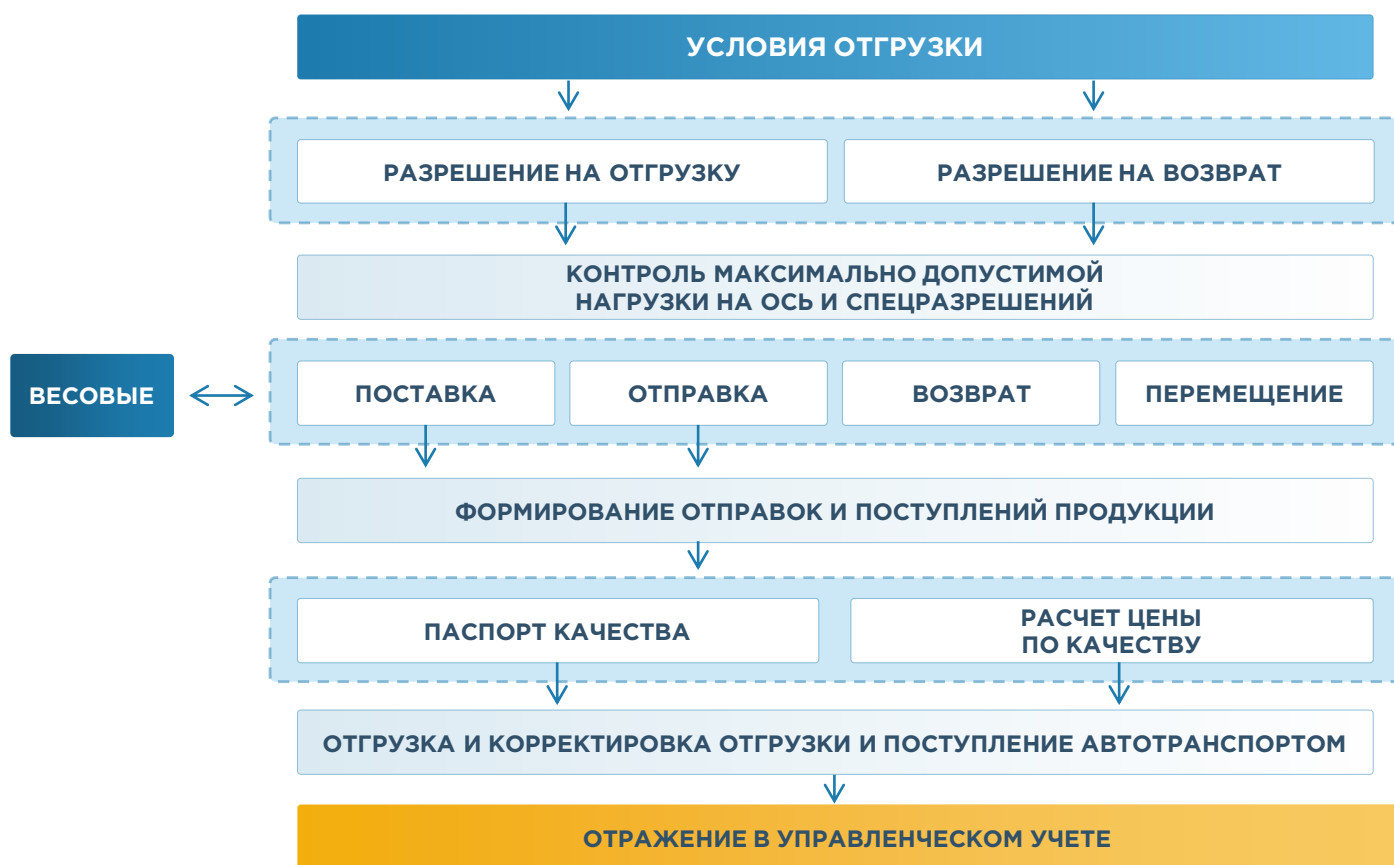 УСЛОВИЯ ОТГРУЗКИ
РАЗРЕШЕНИЕ НА ОТГРУЗКУ
РАЗРЕШЕНИЕ НА ВОЗВРАТ
КОНТРОЛЬ МАКСИМАЛЬНО ДОПУСТИМОЙ
НАГРУЗКИ НА ОСЬ И СПЕЦРАЗРЕШЕНИЙ
ВЕСОВЫЕ
ПОСТАВКА
ОТПРАВКА
ВОЗВРАТ
ПЕРЕМЕЩЕНИЕ
ФОРМИРОВАНИЕ ОТПРАВОК И ПОСТУПЛЕНИЙ ПРОДУКЦИИ
ПАСПОРТ КАЧЕСТВА
РАСЧЕТ ЦЕНЫ
ПО КАЧЕСТВУ
ОТГРУЗКА И КОРРЕКТИРОВКА ОТГРУЗКИ И ПОСТУПЛЕНИЕ АВТОТРАНСПОРТОМ
ОТРАЖЕНИЕ В УПРАВЛЕНЧЕСКОМ УЧЕТЕ